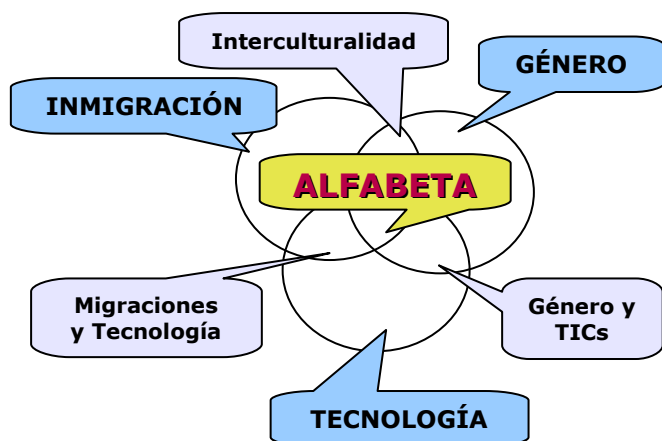 Interculturalidad
GÉNERO
INMIGRACIÓN
ALFABETA
Migraciones
y Tecnología
Género y
TICs
TECNOLOGÍA